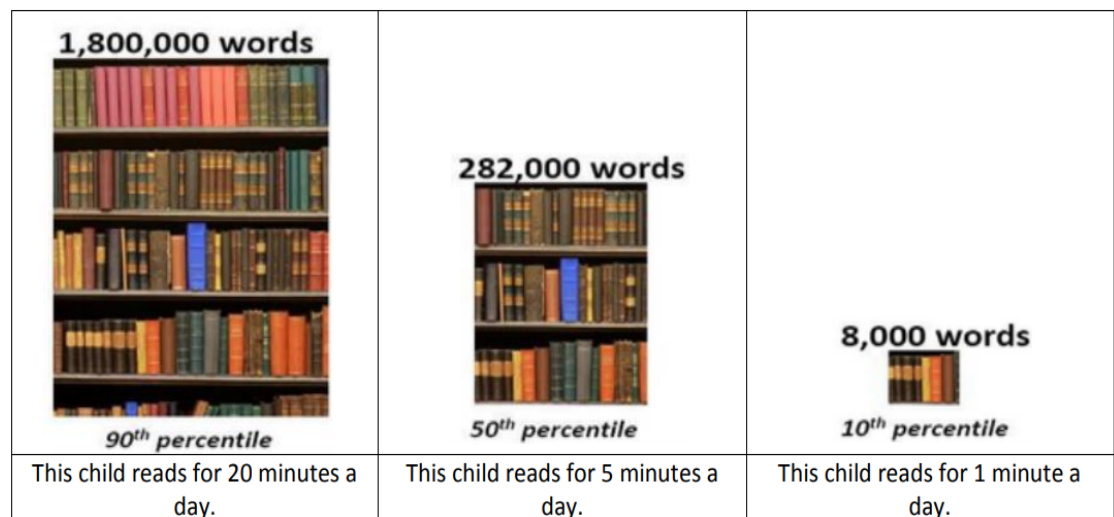 1,800,000 words
90th percentile
This child reads for 20 minutes a
day.
282,000 words
50th percentile
This child reads for 5 minutes a
day.
8,000 words
10th percentile
This child reads for 1 minute a
day.